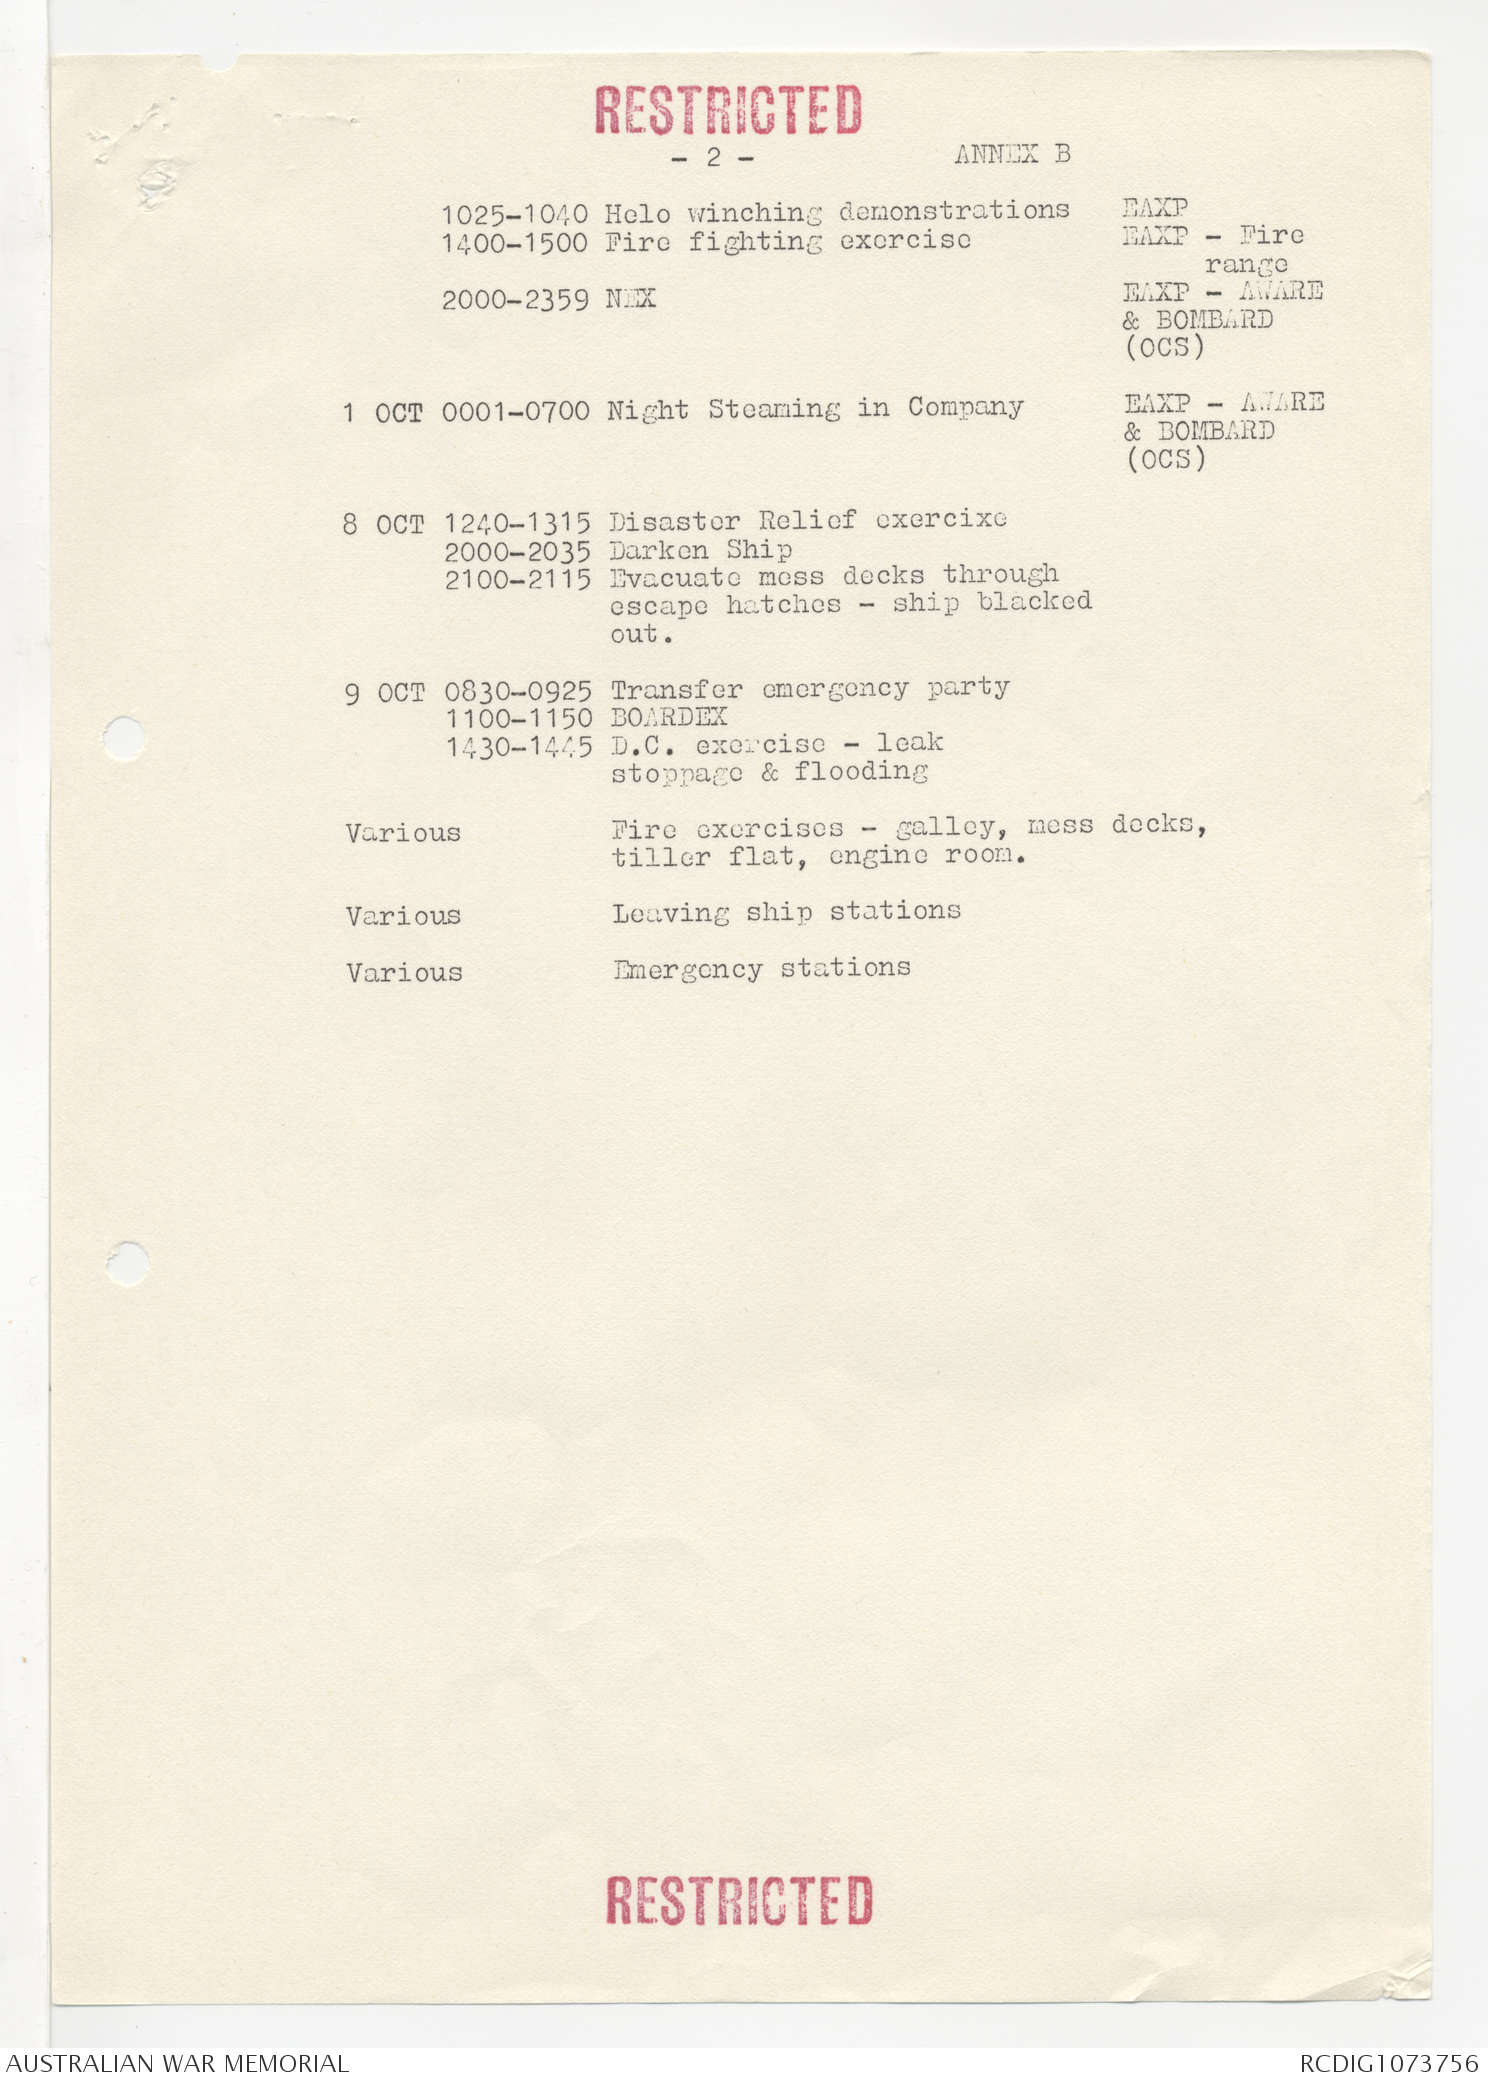 RESTRICTED
- 2 - ANNEX B
1025-1040 Helo winching demonstrations EAXP
1400-1500 Fire fighting exercise EAXP - Fire
range
2000-2359 NEX EAXP - AWARE
& BOMBARD
(OCS)
1 OCT 0001-0700 Night Steaming in Company EAXP - AWARE
& BOMBARD
(OCS)
8 OCT 1240-1315 Disaster Relief exercixe
2000-2035 Darken Ship
2100-2115 Evacuate mess decks through
escape hatches - ship blacked
out.
9 OCT 0830-0925 Transfer emergency party
1100-1150 BOARDEX
1430-1445 D.C. exercise - leak
stoppage & flooding
Various Fire exercises - galley, mess decks,
tiller flat, engine room.
Various Leaving ship stations
Various Emergency stations
RESTRICTED
AUSTRALIAN WAR MEMORIAL RCDIG1073756